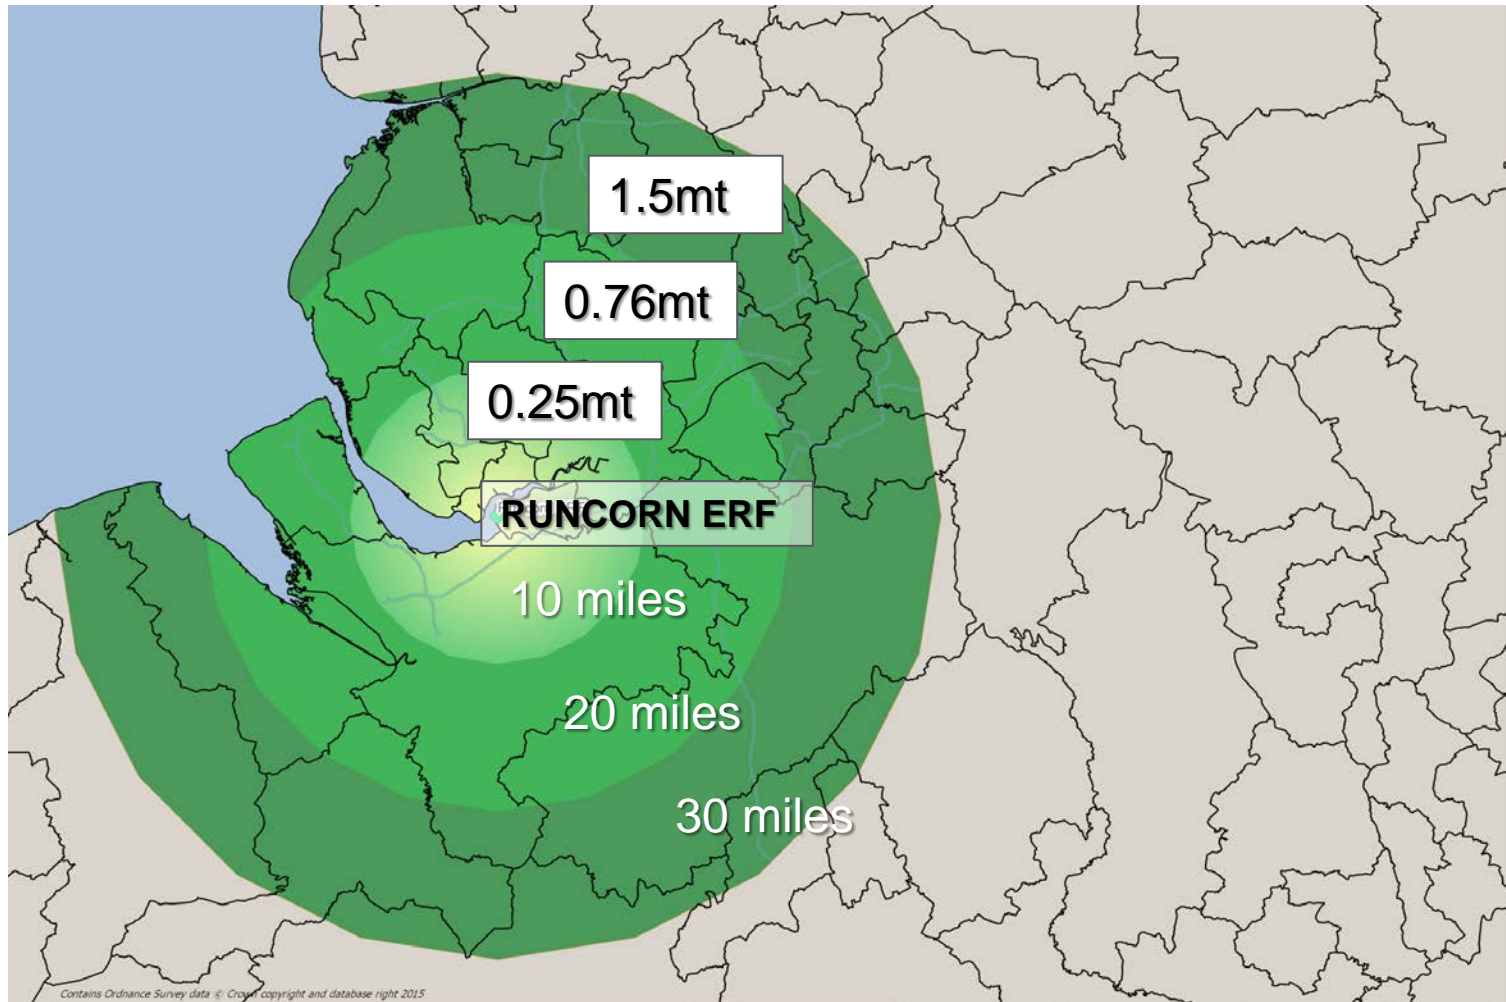 1.5mt
0.76mt
0.25mt
RUNCORN ERF
10 miles
20 miles
30 miles
Contains Ordnance Survey data © Crown copyright and database right 2015